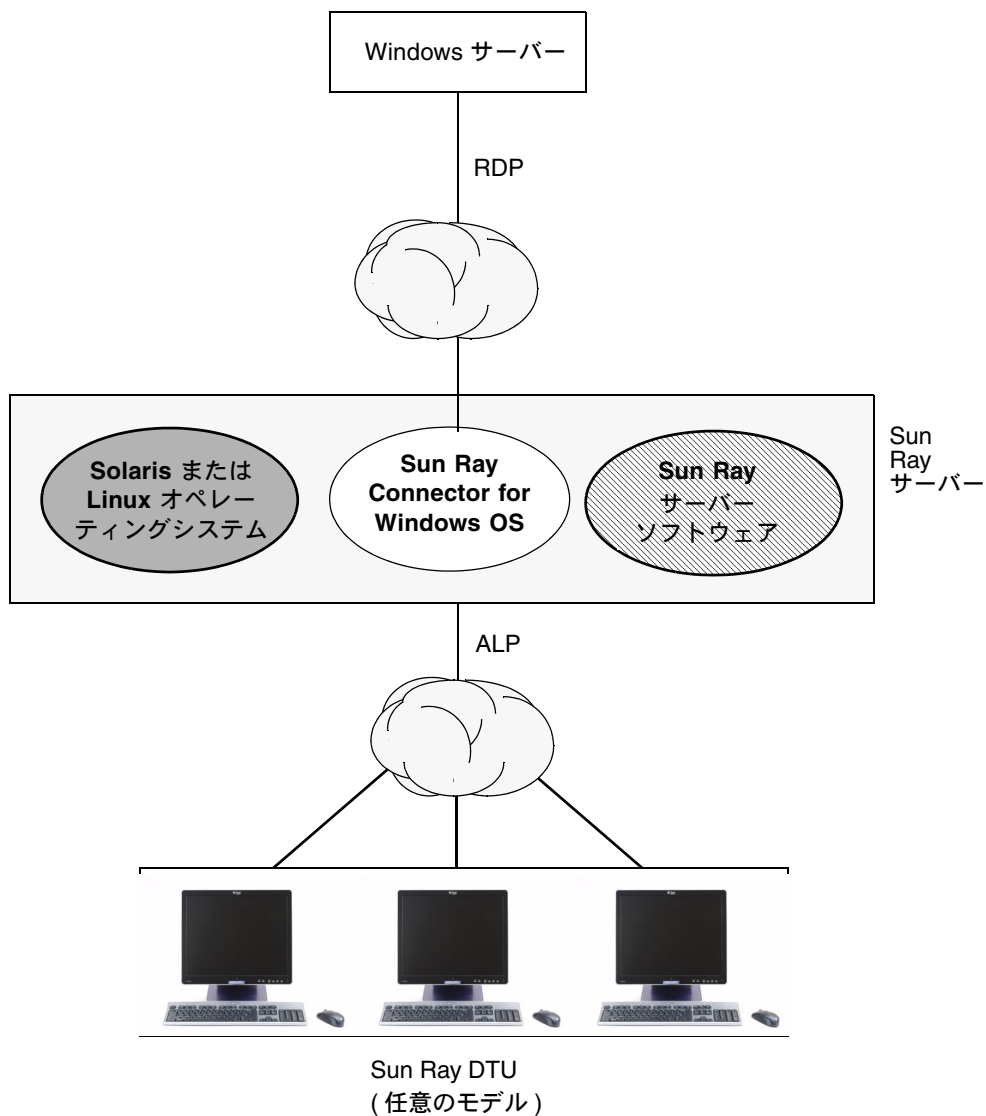 Windows サーバー
RDP
Solaris または
Linux オペレー
ティングシステム
Sun Ray
Connector for
Windows OS
Sun Ray
サーバー
ソフトウェア
Sun
Ray
サーバー
ALP
Sun Ray DTU
( 任意のモデル )